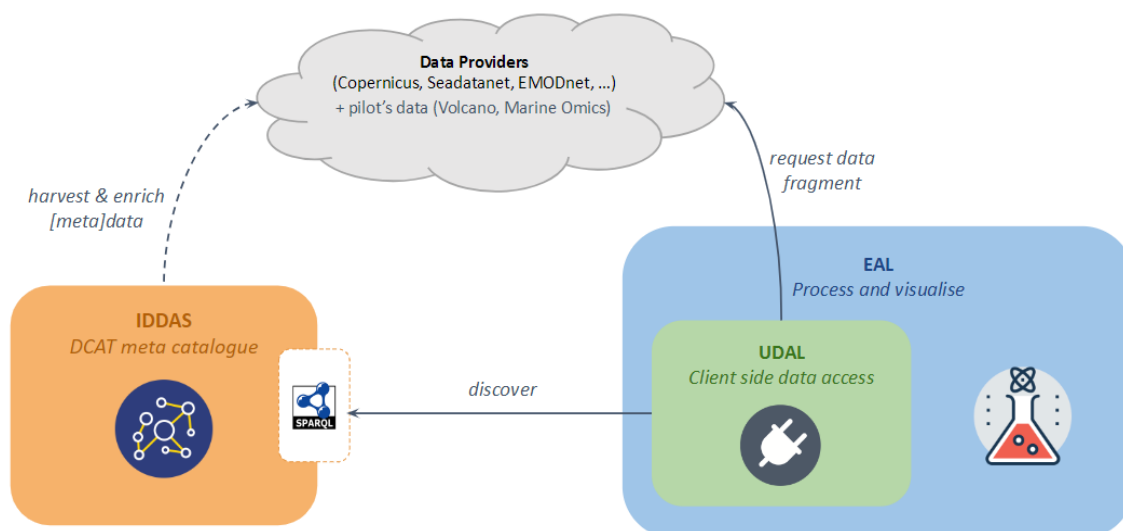 Data Providers
(Copernicus, Seadatanet, EMODnet, ...)
+ pilot's data (Volcano, Marine Omics)
harvest & enrich
[meta]data
request data
fragment
EAL
Process and visualise
IDDAS
DCAT meta catalogue
UDAL
Client side data access
discover
SPARQL